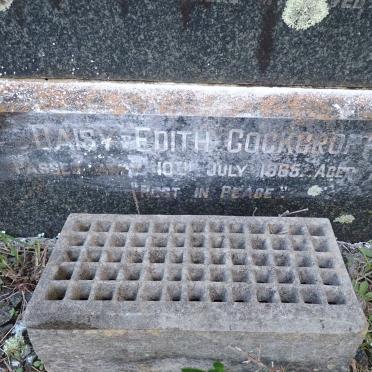 DAISY EDITH COCKCROFT
PASSED AWAY 10TH JULY 1965. AGED
"REST IN PEACE."